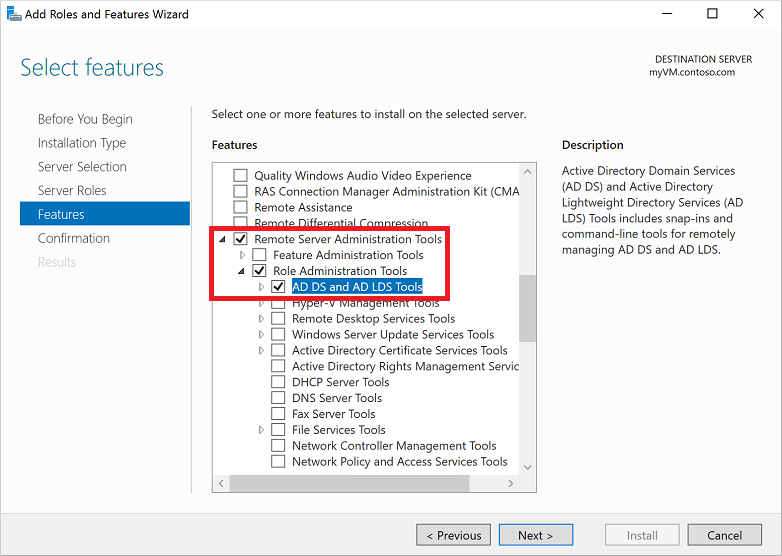 Add Roles and Features Wizard
Select features
DESTINATION SERVER
myVM.contoso.com
Before You Begin
Installation Type
Server Selection
Server Roles
Features
Confirmation
Results
Select one or more features to install on the selected server.
Features
Quality Windows Audio Video Experience
RAS Connection Manager Administration Kit (CMA
Remote Assistance
Remote Differential Compression
Remote Server Administration Tools
Feature Administration Tools
Role Administration Tools
AD DS and AD LDS Tools
Hyper-V Management Tools
Remote Desktop Services Tools
Windows Server Update Services Tools
Active Directory Certificate Services Tools
Active Directory Rights Management Servic
DHCP Server Tools
DNS Server Tools
Fax Server Tools
File Services Tools
Network Controller Management Tools
Network Policy and Access Services Tools
Description
Active Directory Domain Services
(AD DS) and Active Directory
Lightweight Directory Services (AD
LDS) Tools includes snap-ins and
command-line tools for remotely
managing AD DS and AD LDS.
< Previous
Next >
Install
Cancel